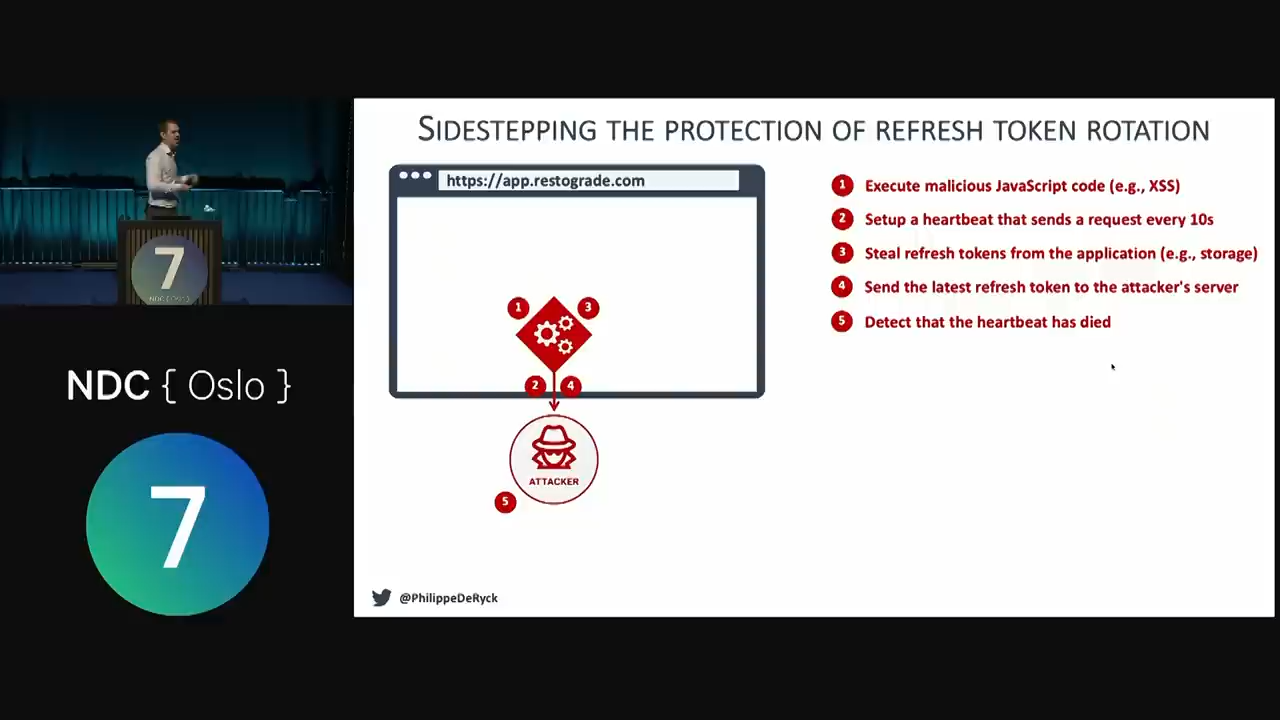 SIDESTEPPING THE PROTECTION OF REFRESH TOKEN ROTATION
https://app.restograde.com
1 Execute malicious JavaScript code (e.g., XSS)
2 Setup a heartbeat that sends a request every 10s
3 Steal refresh tokens from the application (e.g., storage)
4 Send the latest refresh token to the attacker's server
5 Detect that the heartbeat has died
1 3
2 4
ATTACKER
5
@PhilippeDeRyck
7
NDC { Oslo }
NDC { Oslo }
7